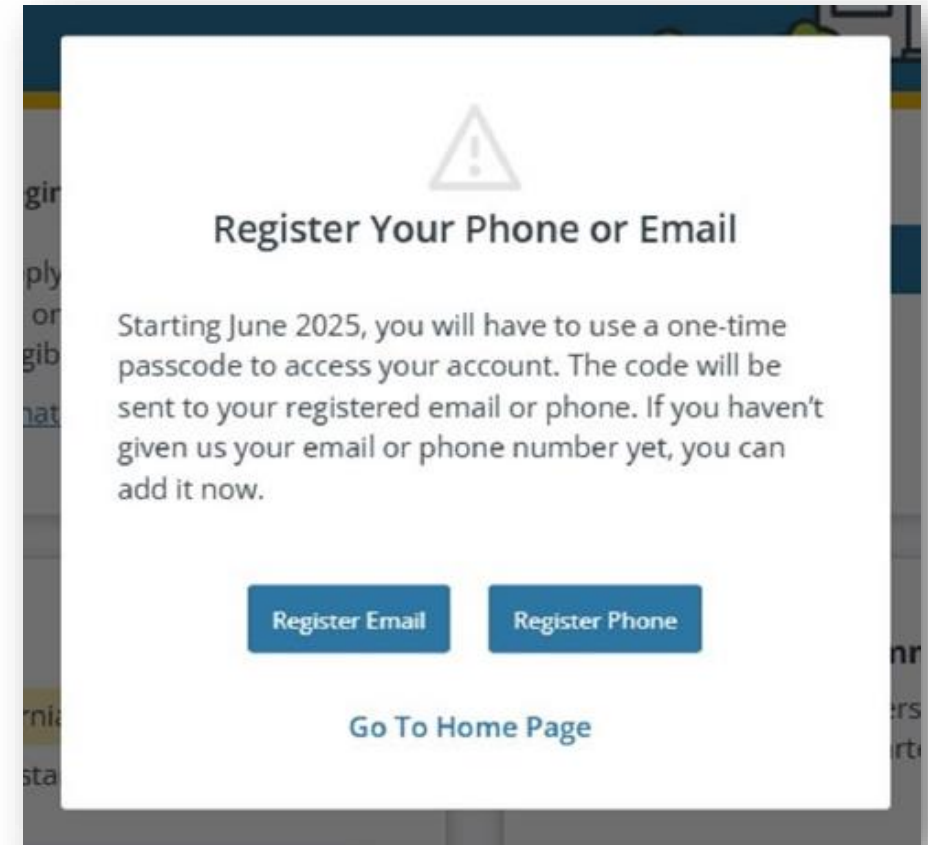 Register Your Phone or Email
Starting June 2025, you will have to use a one-time
passcode to access your account. The code will be
sent to your registered email or phone. If you haven't
given us your email or phone number yet, you can
add it now.
Register Email
Register Phone
Go To Home Page